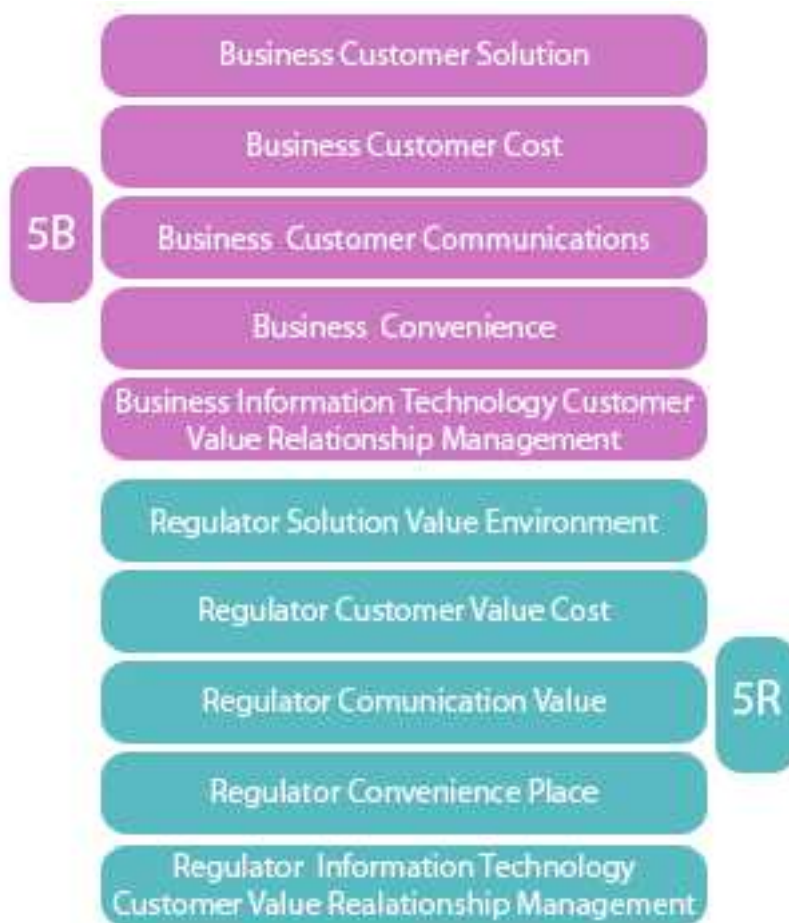 Business Customer Solution
Business Customer Cost
5B
Business Customer Communications
Business Convenience
Business Information Technology Customer
Value Relationship Management
Regulator Solution Value Environment
Regulator Customer Value Cost
Regulator Comunication Value
5R
Regulator Convenience Place
Regulator Information Technology
Customer Value Realationship Management